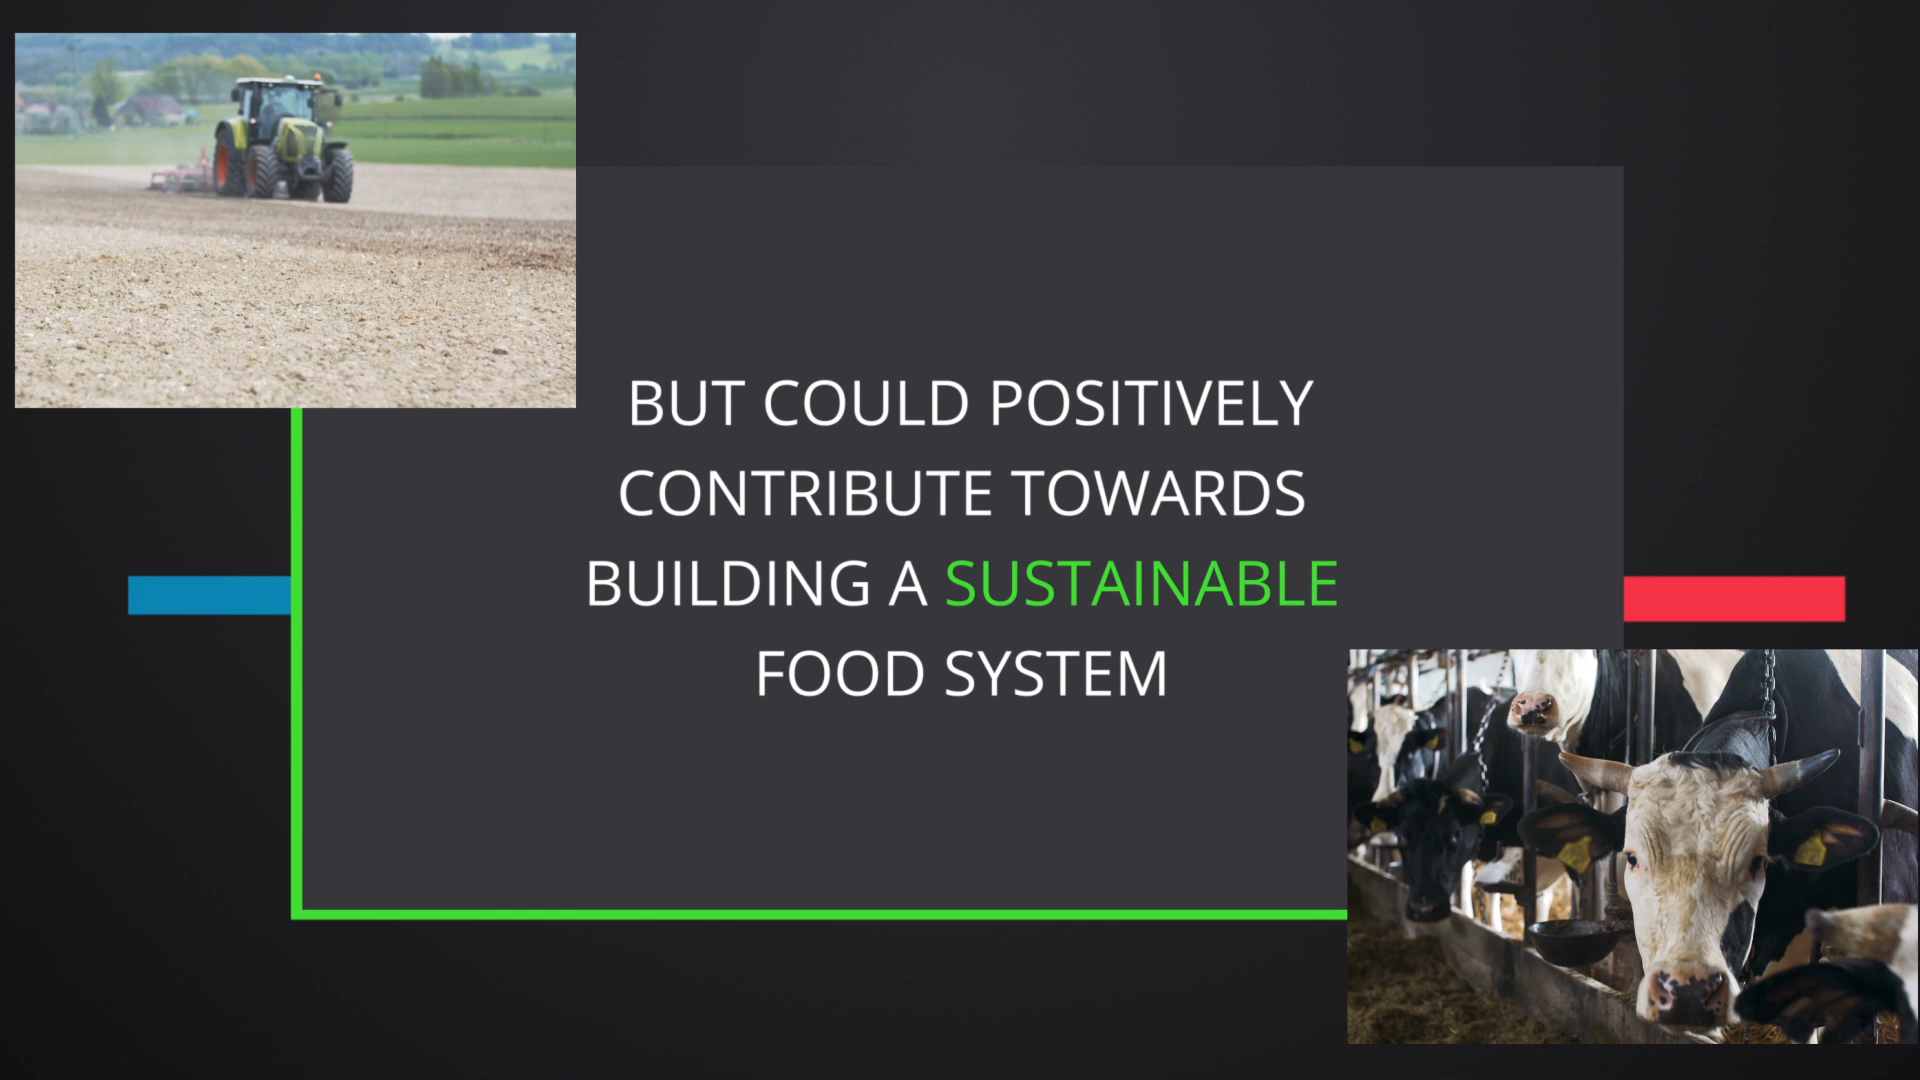 BUT COULD POSITIVELY
CONTRIBUTE TOWARDS
BUILDING A SUSTAINABLE
FOOD SYSTEM